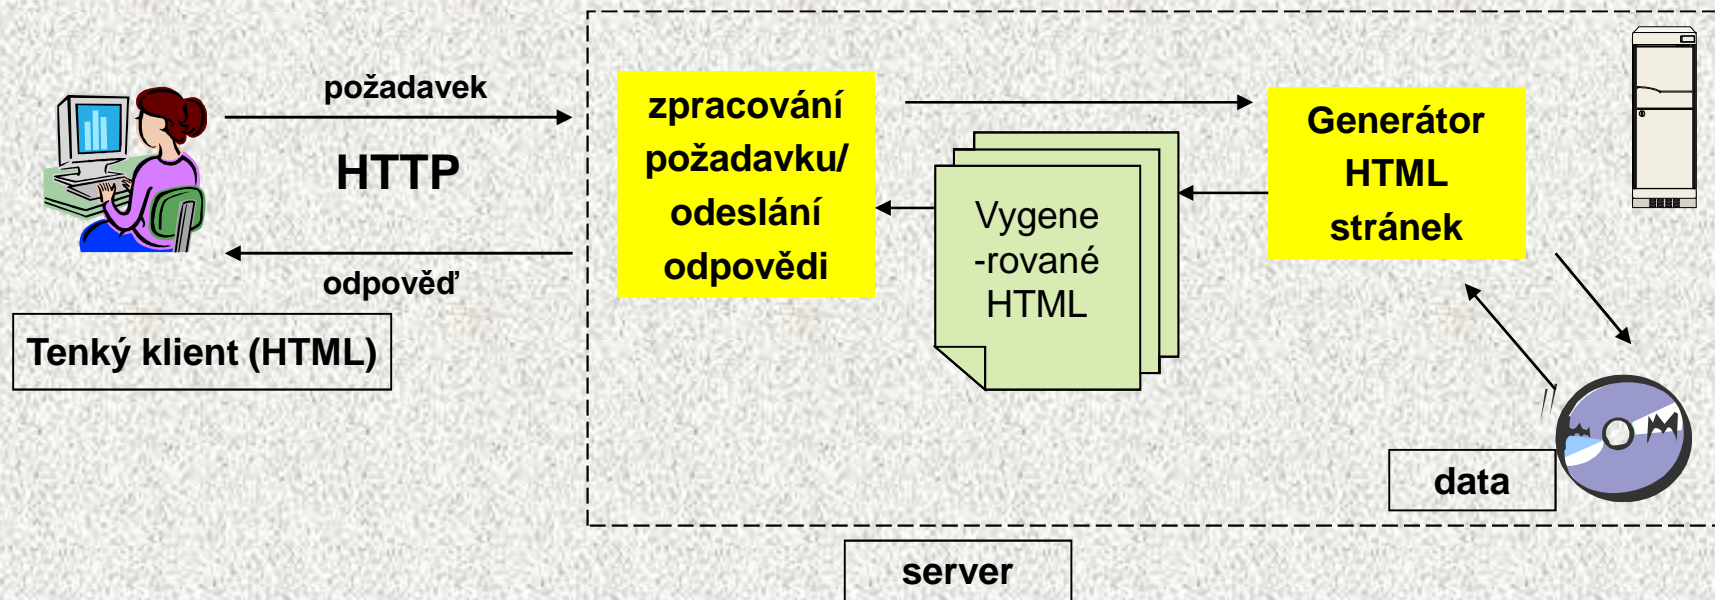 požadavek
HTTP
odpověď
Tenký klient (HTML)
zpracování
požadavku/
odeslání
odpovědi
Vygene
-rované
HTML
Generátor
HTML
stránek
data
server